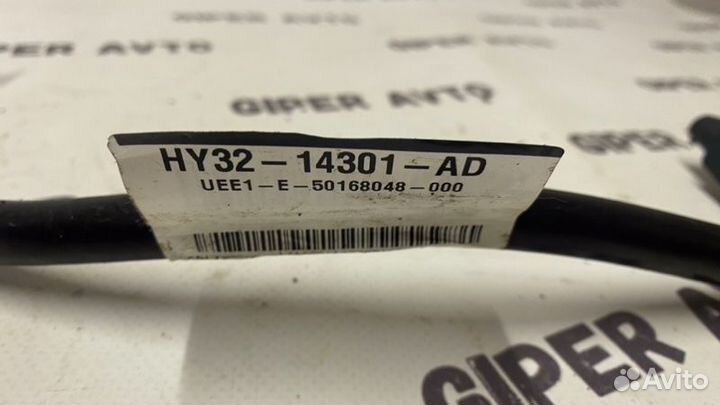 GIPER AVTO
GIPER AVTO
HY32-14301-AD
UEE1-E-50168048-000
GIPER
GIPER
Avito